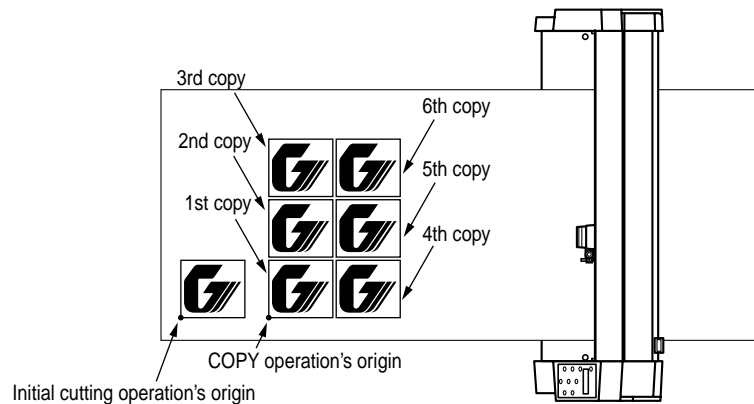 3rd copy
6th copy
2nd copy
5th copy
1st copy
4th copy
COPY operation's origin
Initial cutting operation's origin